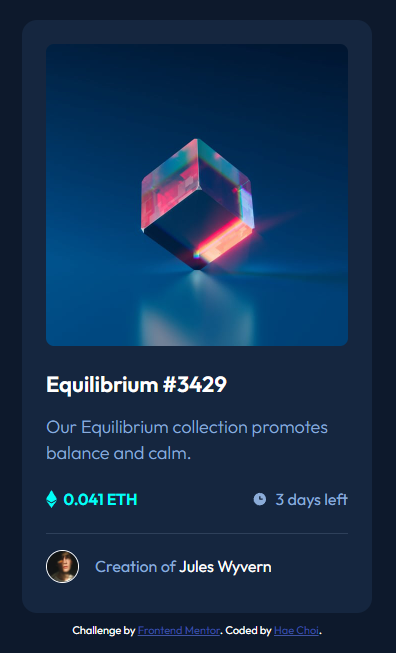 Equilibrium #3429
Our Equilibrium collection promotes
balance and calm.
0.041 ETH
3 days left
Creation of Jules Wyvern
Challenge by Frontend Mentor. Coded by Hae Choi.